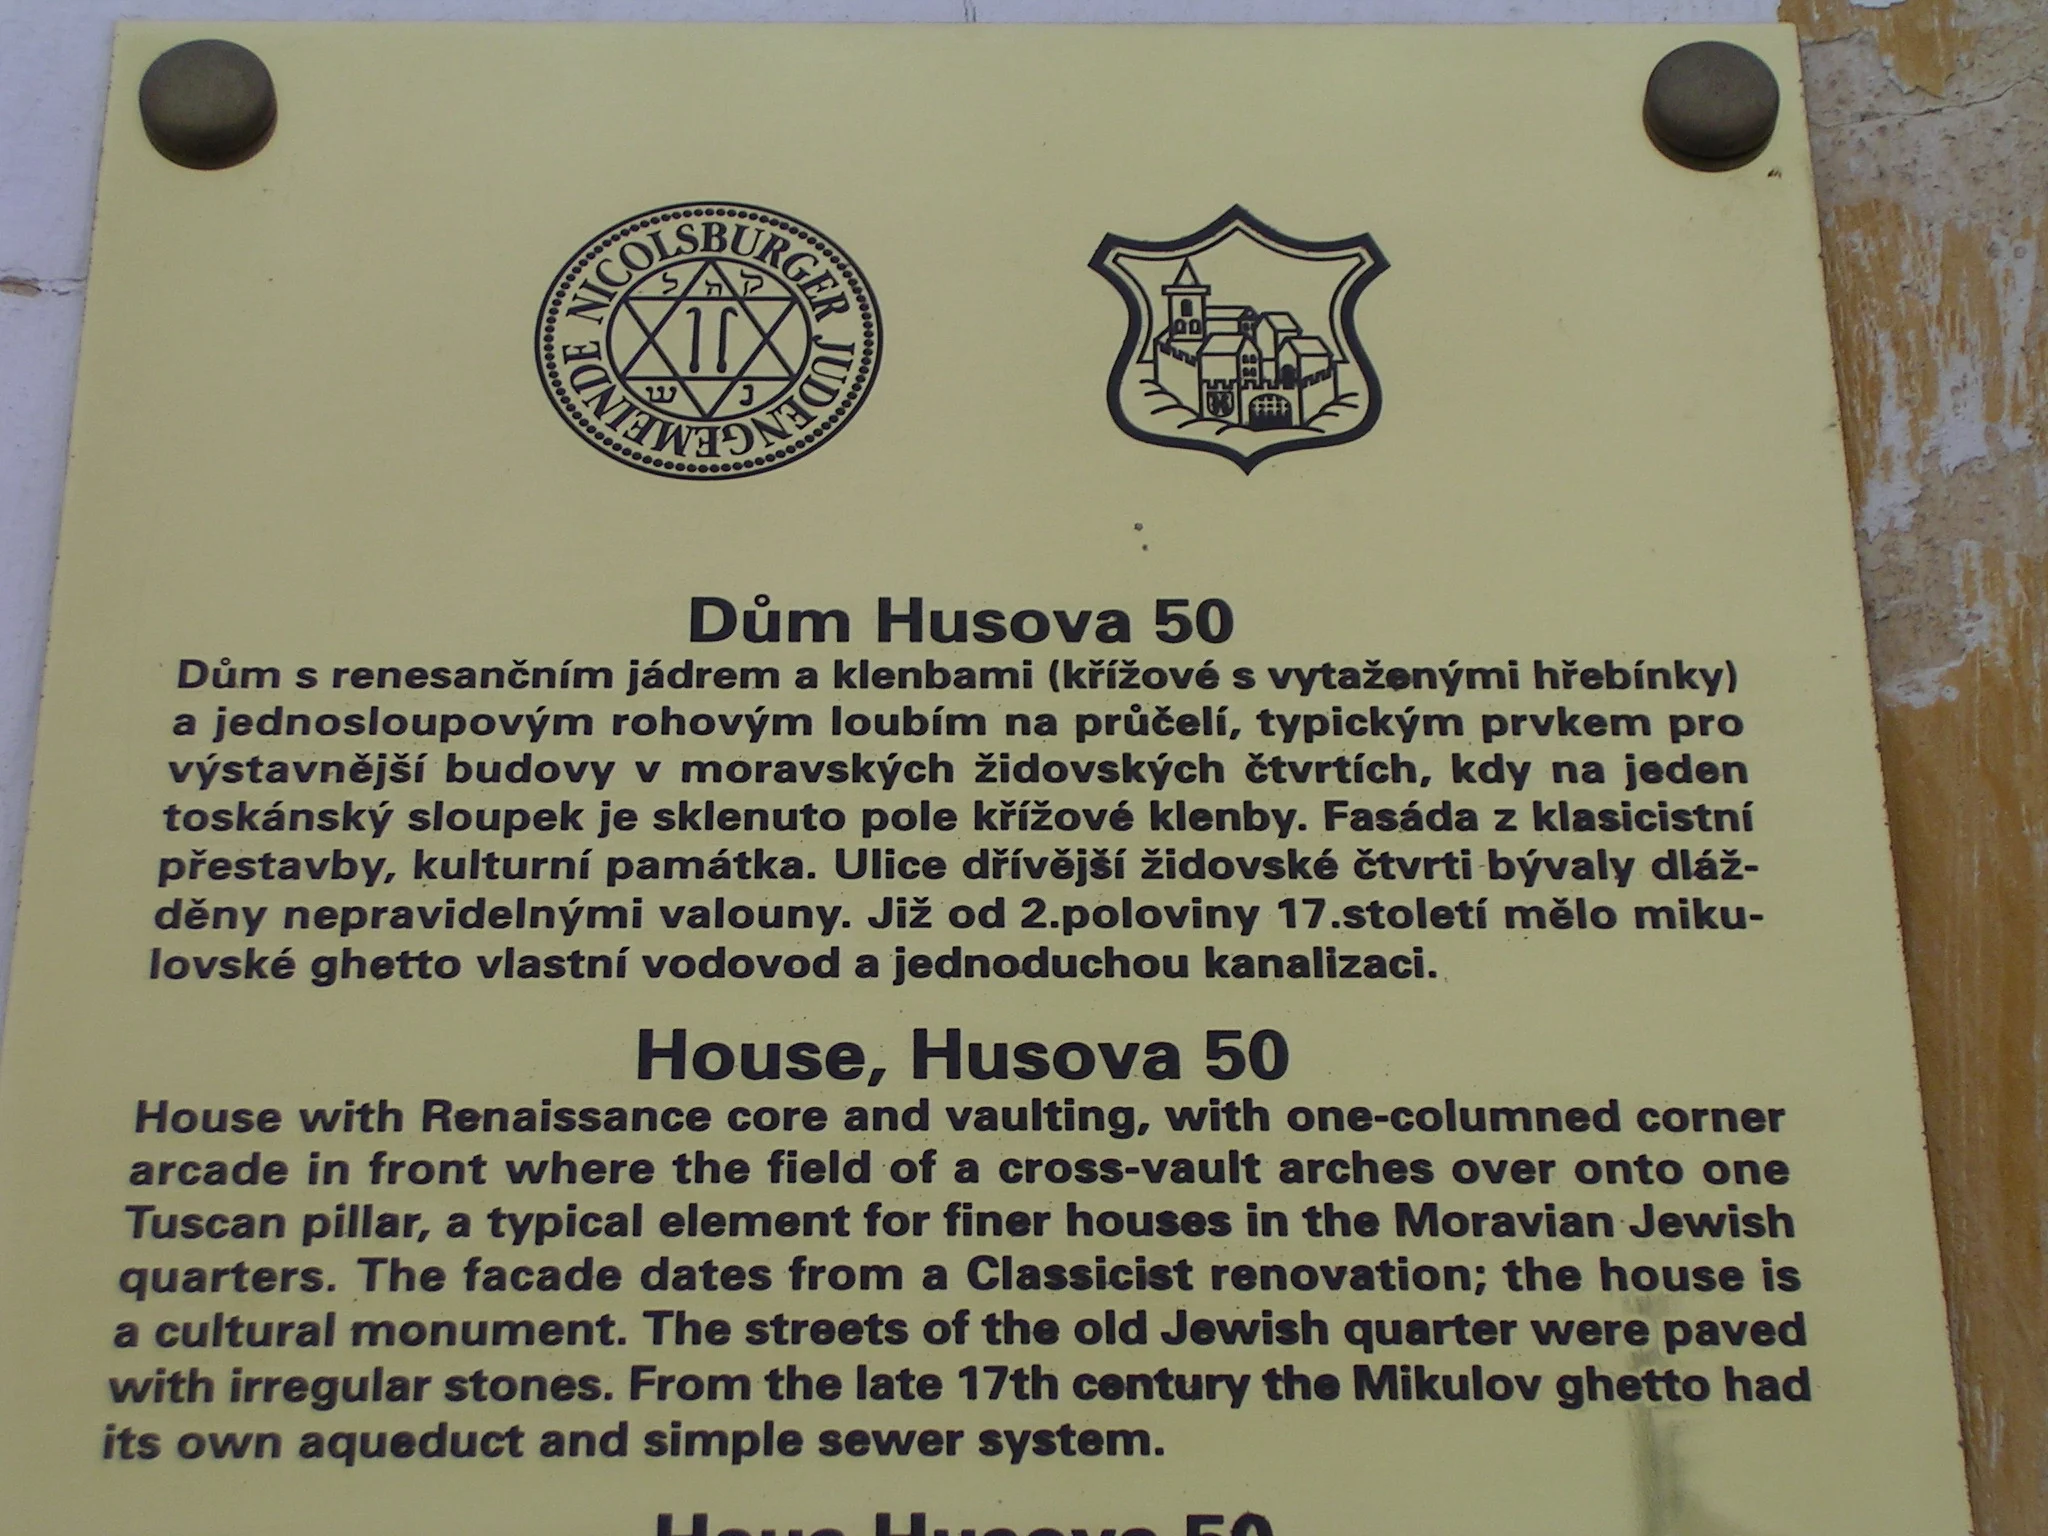 NICOLSBURGER JUDENGEMEINDE
קהל
נש
Dům Husova 50
Dům s renesančním jádrem a klenbami (křížové s vytaženými hřebínky)
a jednosloupovým rohovým loubím na průčelí, typickým prvkem pro
výstavnější budovy v moravských židovských čtvrtích, kdy na jeden
toskánský sloupek je sklenuto pole křížové klenby. Fasáda z klasicistní
přestavby, kulturní památka. Ulice dřívější židovské čtvrti bývaly dláž-
děny nepravidelnými valouny. Již od 2.poloviny 17.století mělo miku-
lovské ghetto vlastní vodovod a jednoduchou kanalizaci.
House, Husova 50
House with Renaissance core and vaulting, with one-columned corner
arcade in front where the field of a cross-vault arches over onto one
Tuscan pillar, a typical element for finer houses in the Moravian Jewish
quarters. The facade dates from a Classicist renovation; the house is
a cultural monument. The streets of the old Jewish quarter were paved
with irregular stones. From the late 17th century the Mikulov ghetto had
its own aqueduct and simple sewer system.
Haus Husova 50